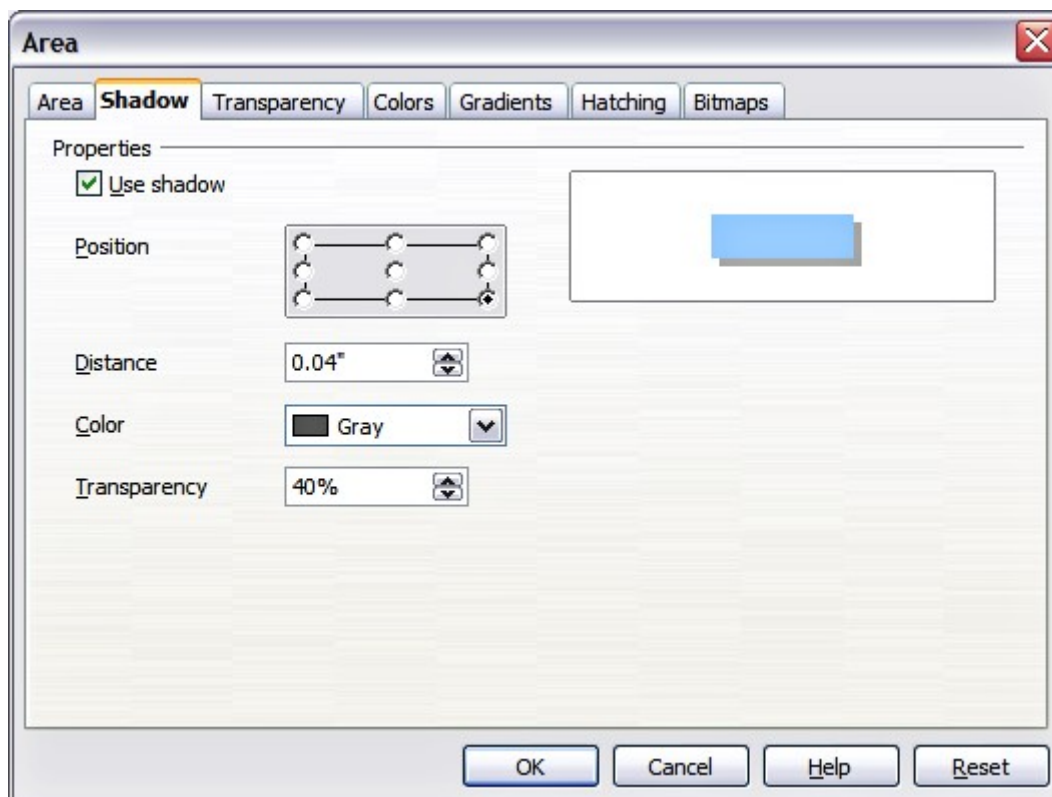 Area
Area Shadow Transparency Colors Gradients Hatching Bitmaps
Properties
Use shadow
Position
Distance 0.04"
Color Gray
Transparency 40%
OK Cancel Help Reset